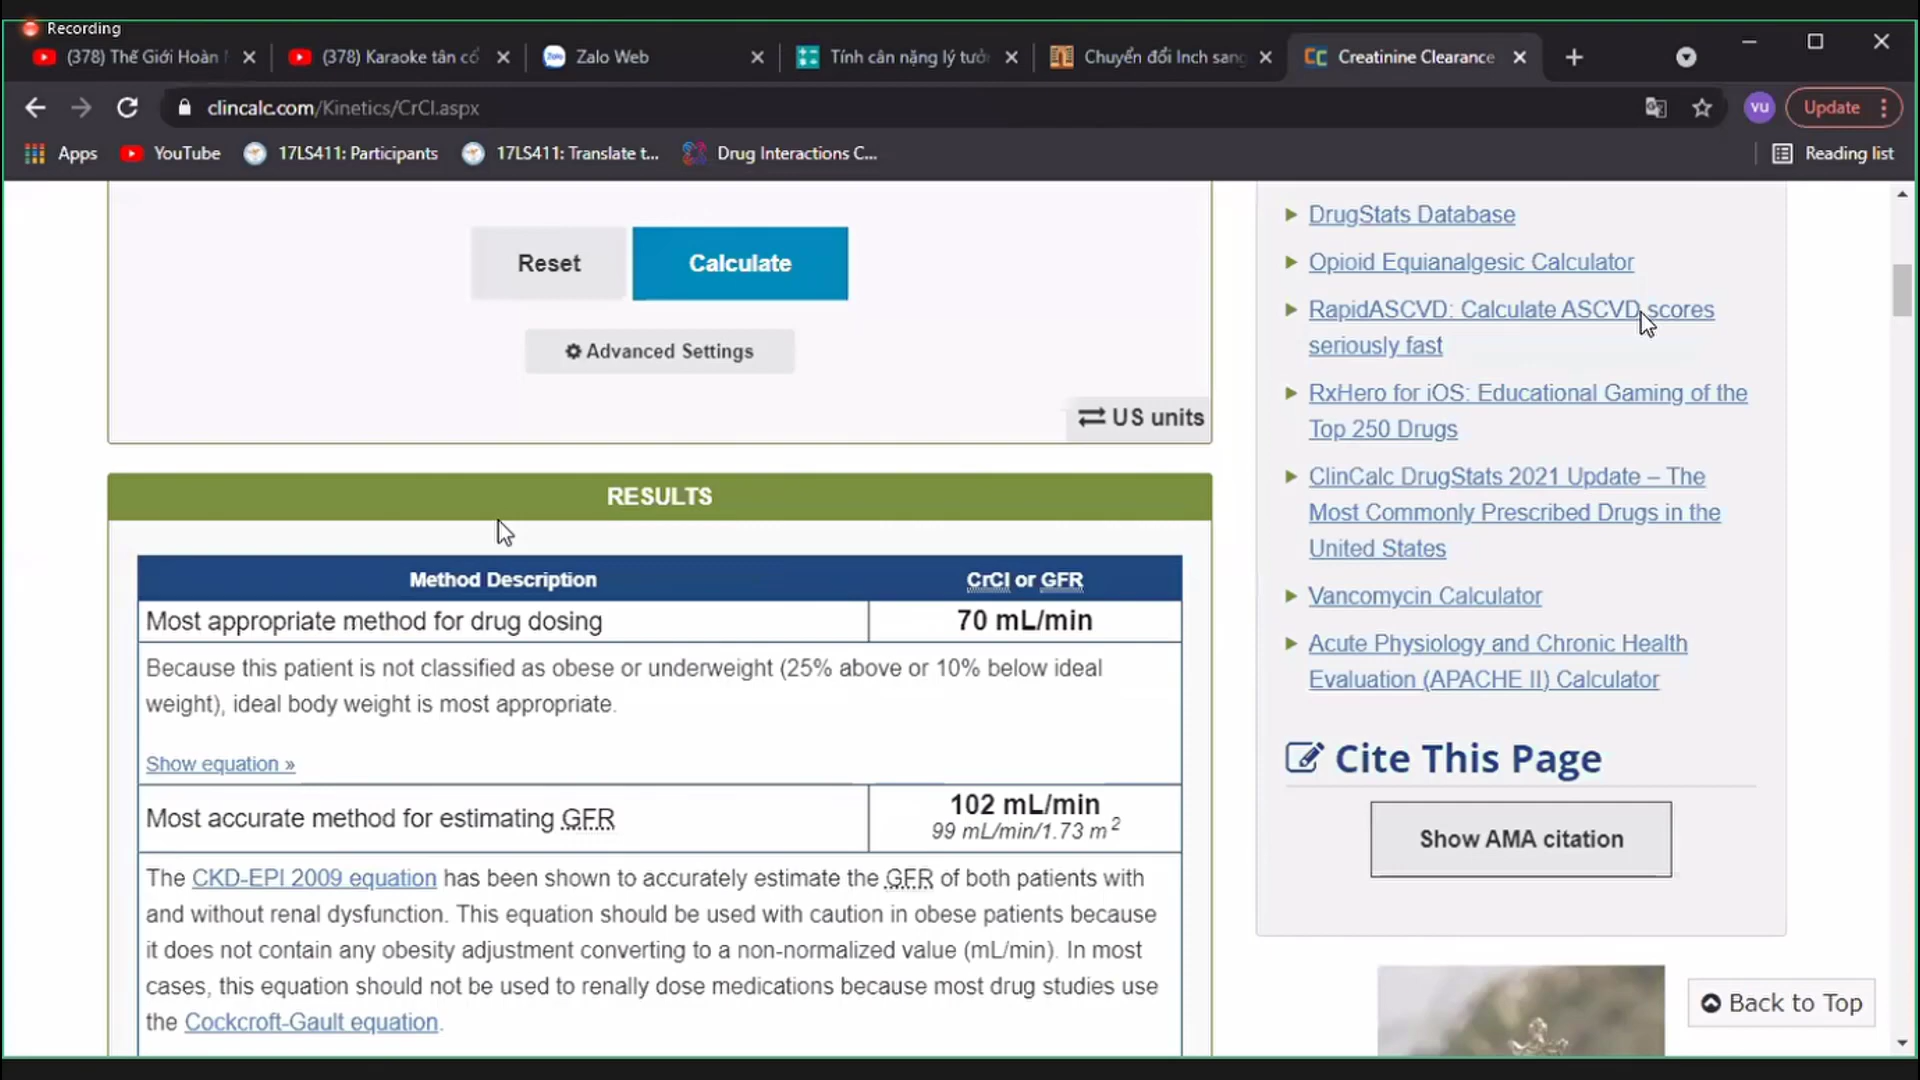 Recording
(378) Thế Giới Hoàn
(378) Karaoke tân cổ
Zalo Web
Tính cân nặng lý tưở
Chuyển đổi Inch sang
Creatinine Clearance
clincalc.com/Kinetics/CrCl.aspx
VU
Update
Apps
YouTube
17LS411: Participants
17LS411: Translate t...
Drug Interactions C...
Reading list
Reset
Calculate
Advanced Settings
US units
RESULTS
Method Description
CrCl or GFR
Most appropriate method for drug dosing
70 mL/min
Because this patient is not classified as obese or underweight (25% above or 10% below ideal
weight), ideal body weight is most appropriate.
Show equation »
Most accurate method for estimating GFR
102 mL/min
99 mL/min/1.73 m²
The CKD-EPI 2009 equation has been shown to accurately estimate the GFR of both patients with
and without renal dysfunction. This equation should be used with caution in obese patients because
it does not contain any obesity adjustment converting to a non-normalized value (mL/min). In most
cases, this equation should not be used to renally dose medications because most drug studies use
the Cockcroft-Gault equation.
DrugStats Database
Opioid Equianalgesic Calculator
RapidASCVD: Calculate ASCVD scores
seriously fast
RxHero for iOS: Educational Gaming of the
Top 250 Drugs
ClinCalc DrugStats 2021 Update – The
Most Commonly Prescribed Drugs in the
United States
Vancomycin Calculator
Acute Physiology and Chronic Health
Evaluation (APACHE II) Calculator
Cite This Page
Show AMA citation
Back to Top